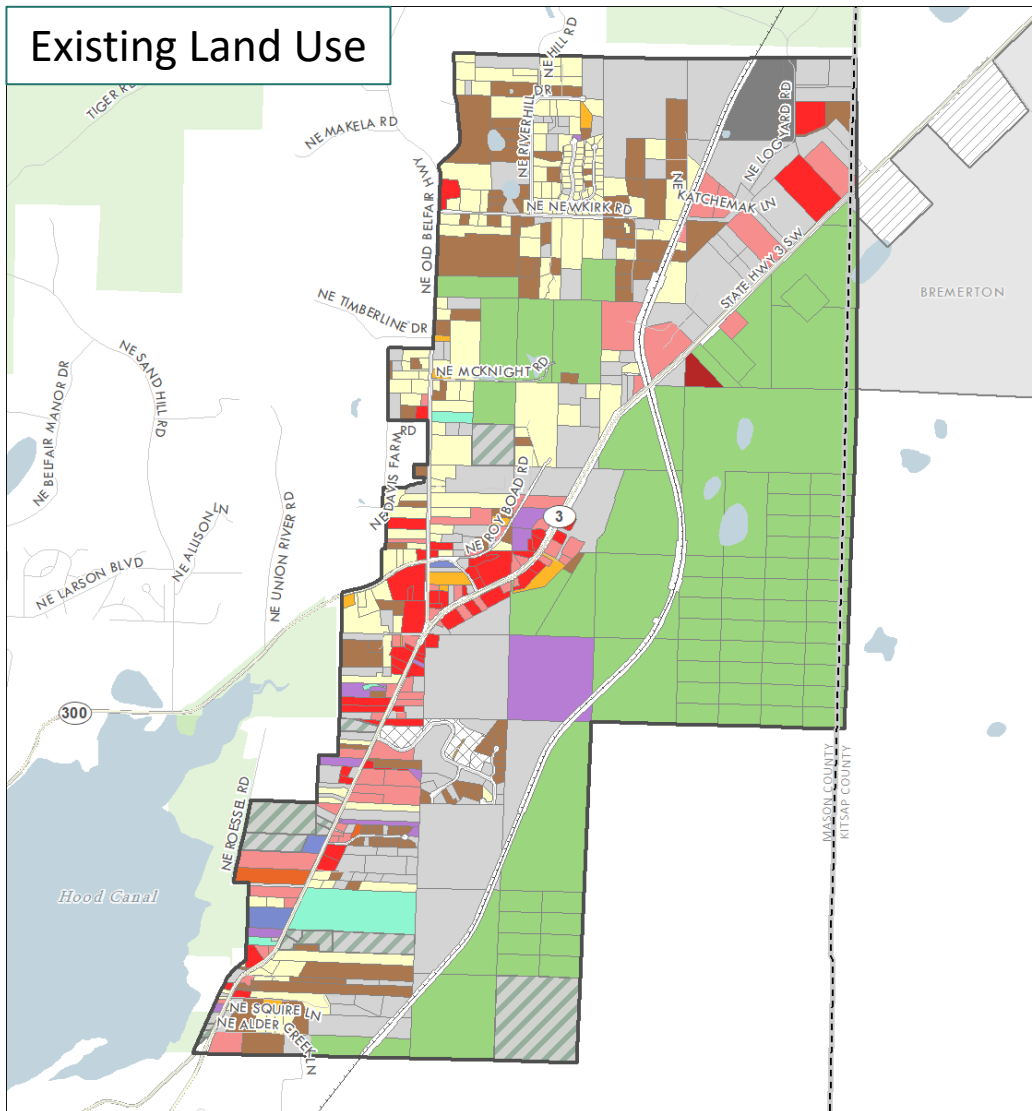 Existing Land Use
TIGER RD
NE HILL RD
NE MAKELA RD
NE RIVERHILL DR
NE LOG YARD RD
NE OLD BELFAIR HWY
NE
KATCHEMAK LN
NE NEWKIRK RD
STATE HWY 3 SW
BREMERTON
NE TIMBERLINE DR
NE SAND HILL RD
NE BELFAIR MANOR DR
NE MCKNIGHT RD
NE DAVIS FARM RD
NE ROY BOAD RD
3
NE ALLISON LN
NE UNION RIVER RD
NE LARSON BLVD
300
NE ROESSEL RD
MASON COUNTY
KITSAP COUNTY
Hood Canal
NE SQUIRE LN
NE ALDER CREEK LN